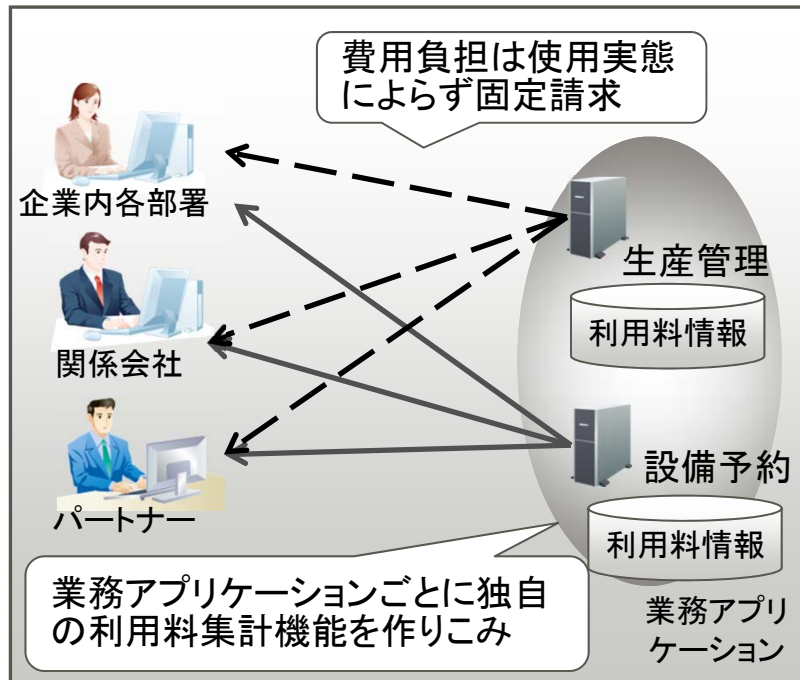 費用負担は使用実態
によらず固定請求
企業内各部署
生産管理
利用料情報
関係会社
設備予約
パートナー
利用料情報
業務アプリケーションごとに独自
の利用料集計機能を作りこみ
業務アプリ
ケーション